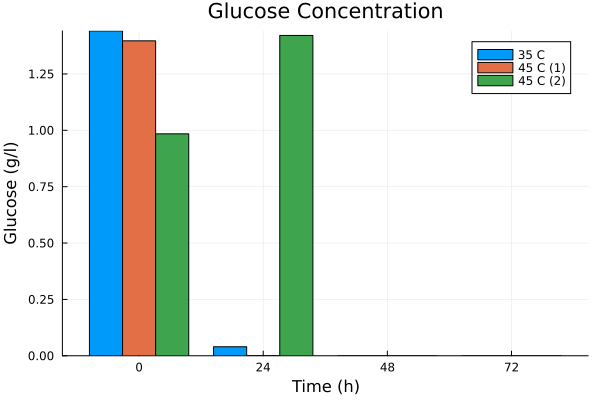 Glucose Concentration
35 C
45 C (1)
45 C (2)
Glucose (g/l)
1.25
1.00
0.75
0.50
0.25
0.00
0 24 48 72
Time (h)